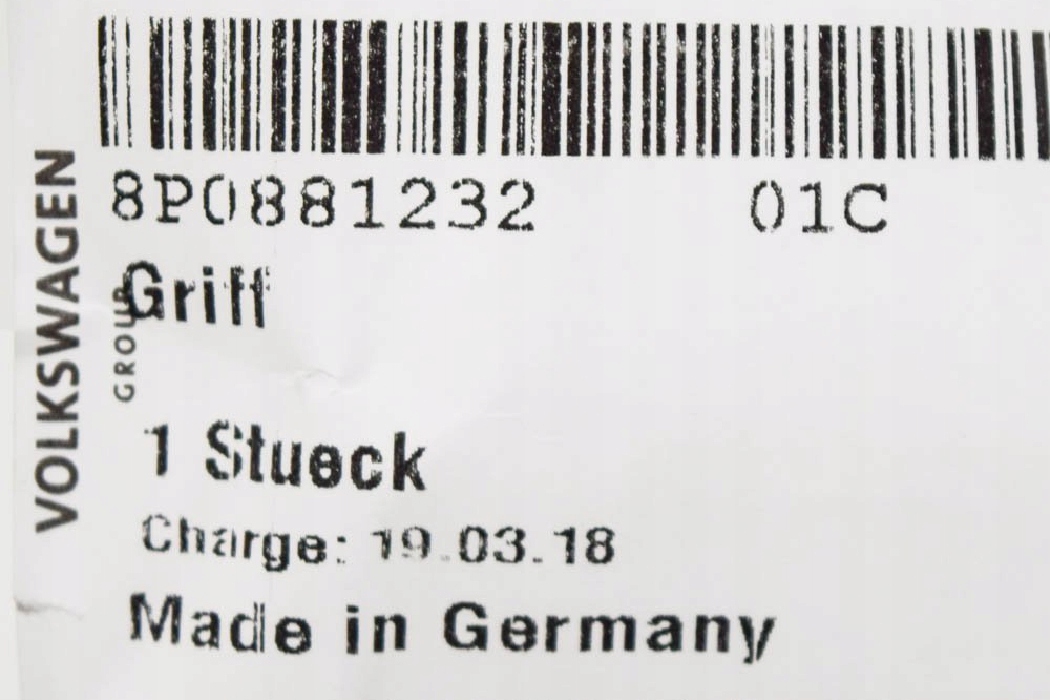 8P0881232 01C
Griff
1 Stueck
Charge: 19.03.18
Made in Germany
VOLKSWAGEN
GROUP